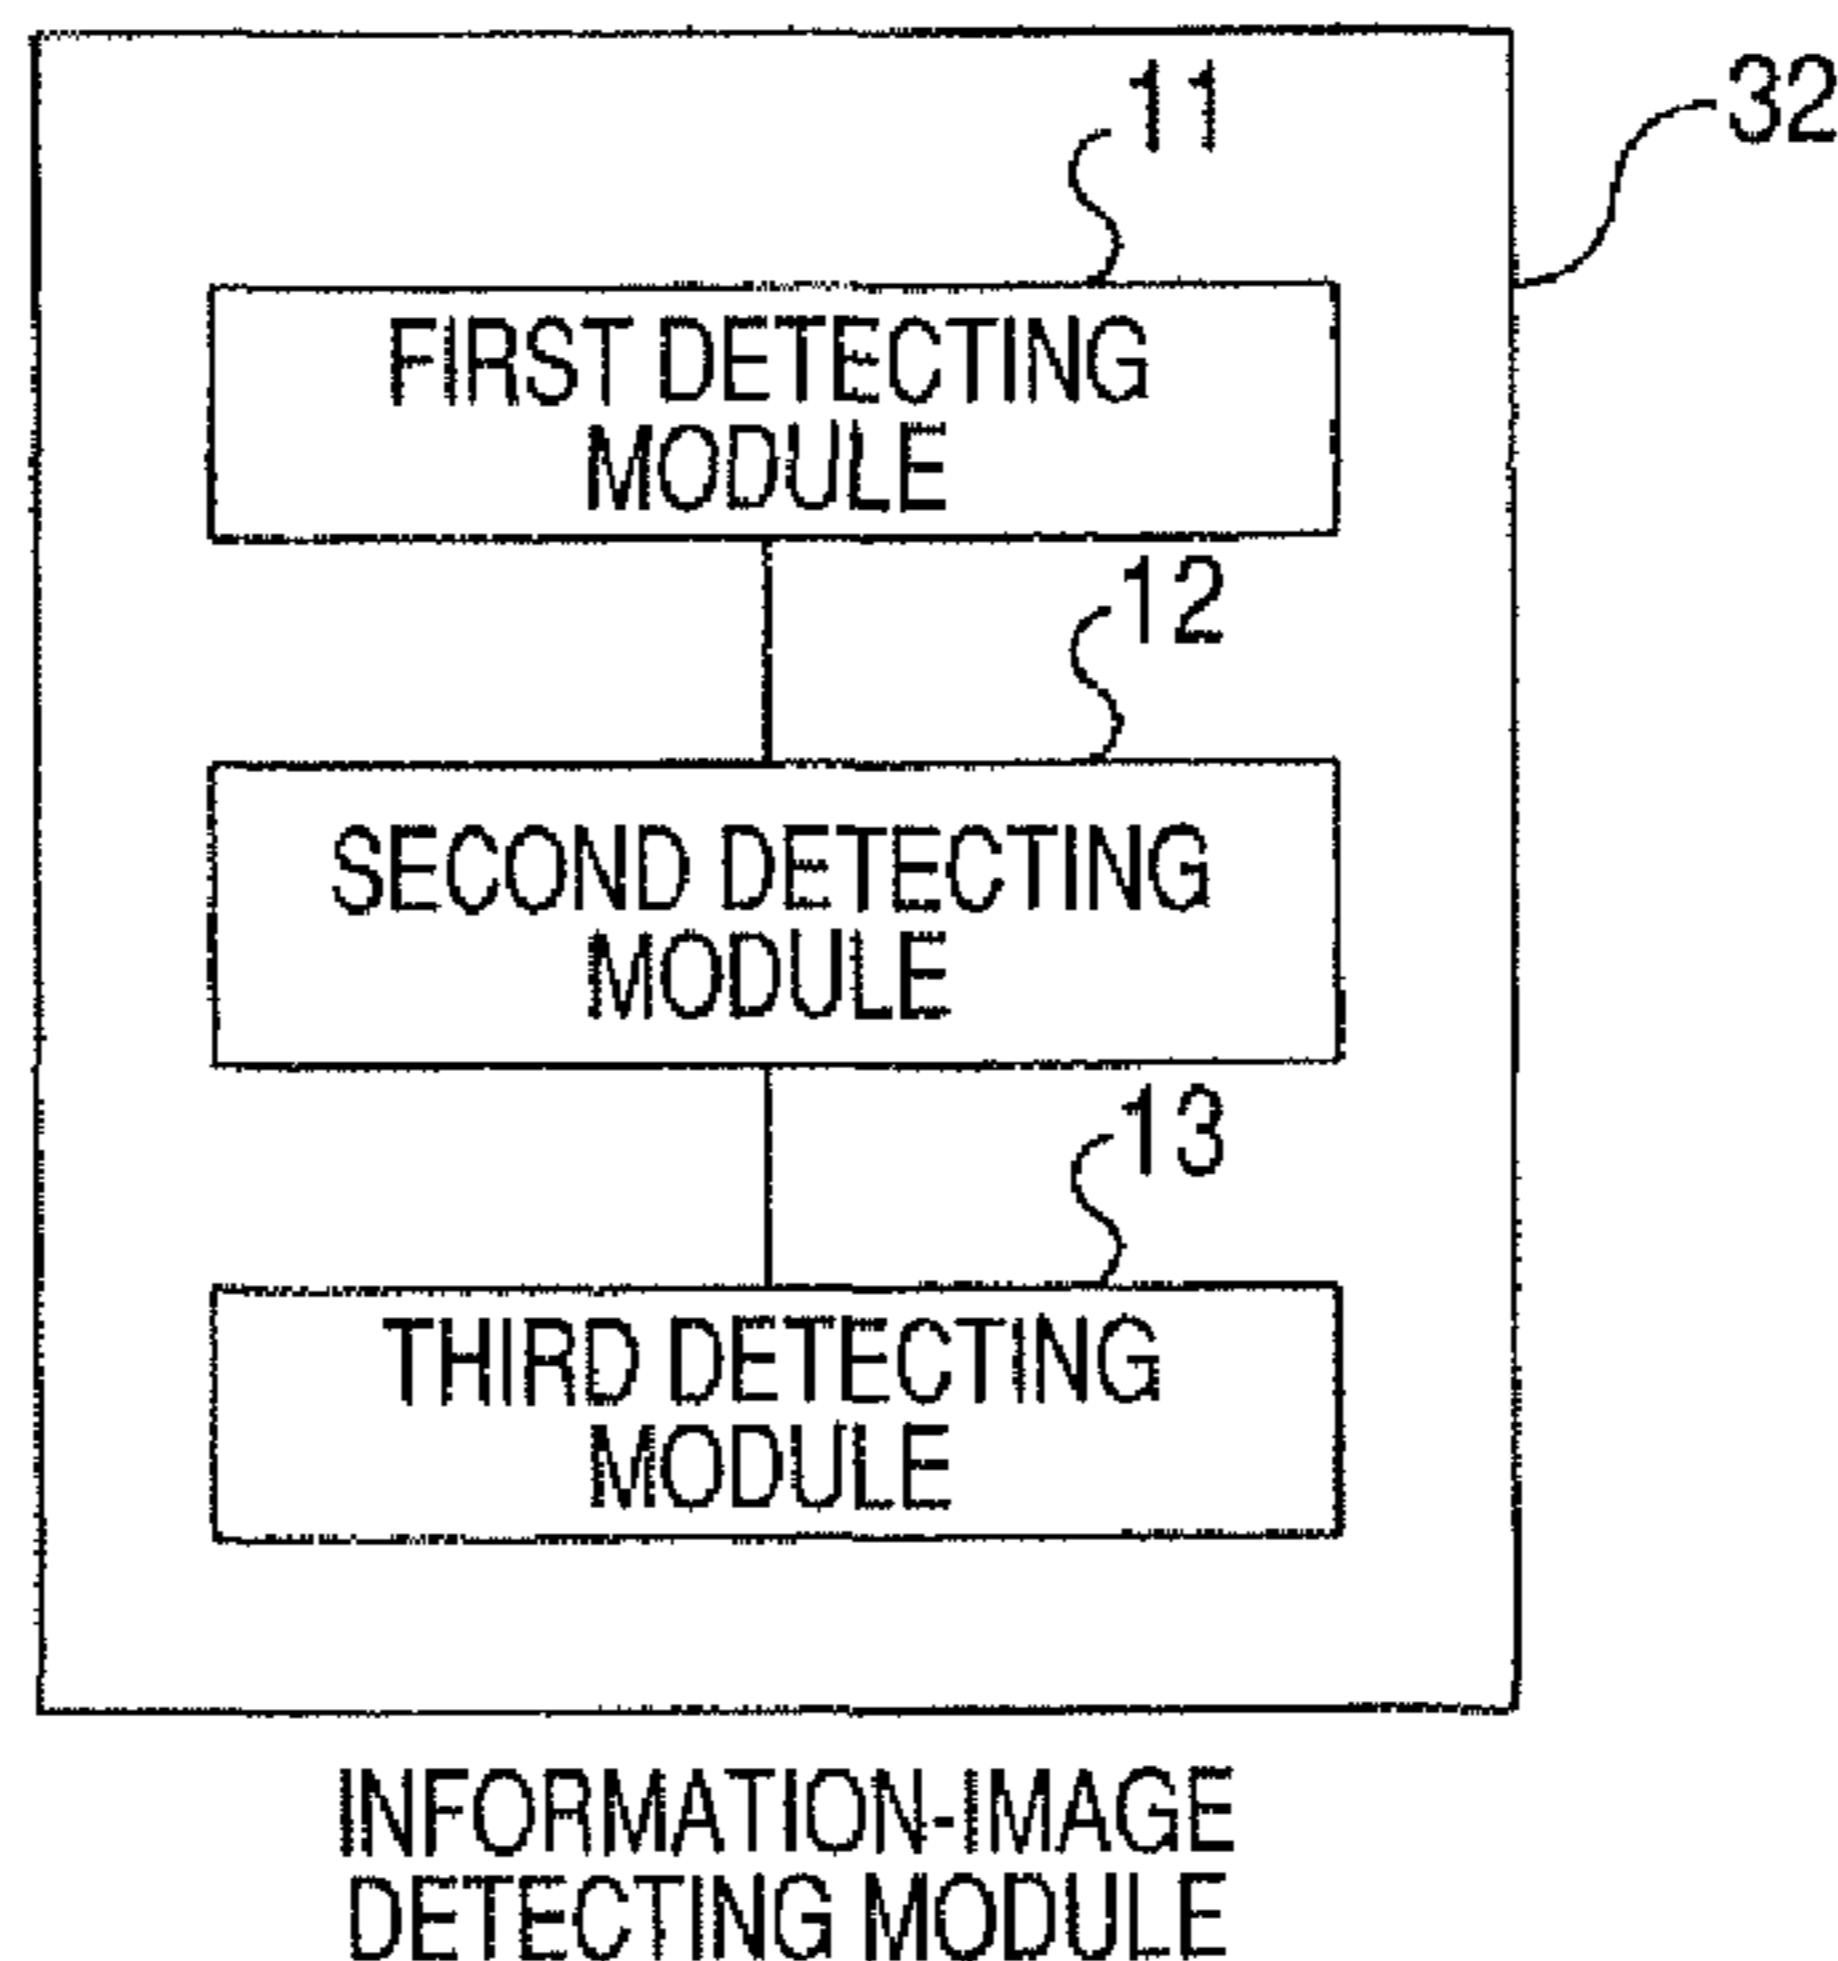 32
11
FIRST DETECTING
MODULE
12
SECOND DETECTING
MODULE
13
THIRD DETECTING
MODULE
INFORMATION-IMAGE
DETECTING MODULE